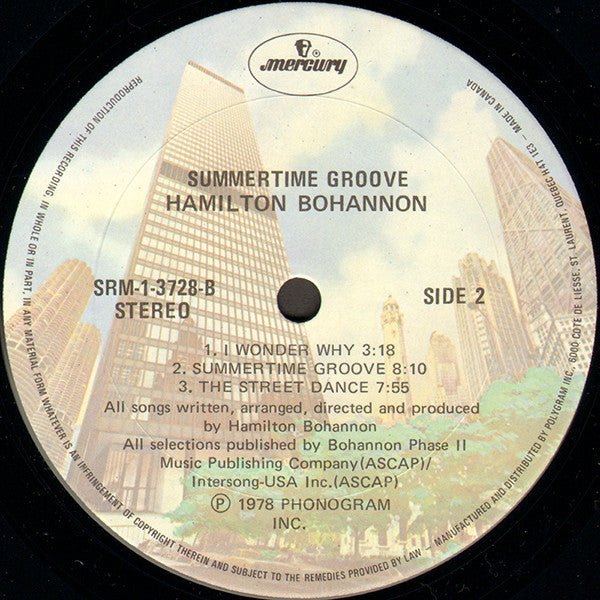 mercury
SUMMERTIME GROOVE
HAMILTON BOHANNON
SRM-1-3728-B
STEREO
SIDE 2
1. I WONDER WHY 3:18
2. SUMMERTIME GROOVE 8:10
3. THE STREET DANCE 7:55
All songs written, arranged, directed and produced
by Hamilton Bohannon
All selections published by Bohannon Phase II
Music Publishing Company(ASCAP)/
Intersong-USA Inc.(ASCAP)
Ⓟ 1978 PHONOGRAM
INC.
REPRODUCTION OF THIS RECORDING, IN WHOLE OR IN PART, IN ANY MATERIAL FORM WHATEVER IS AN INFRINGEMENT OF COPYRIGHT THEREIN AND SUBJECT TO THE REMEDIES PROVIDED BY LAW
MANUFACTURED AND DISTRIBUTED BY POLYGRAM INC., 6000 COTE DE LIESSE, ST. LAURENT, QUEBEC H4T 1E3 — MADE IN CANADA